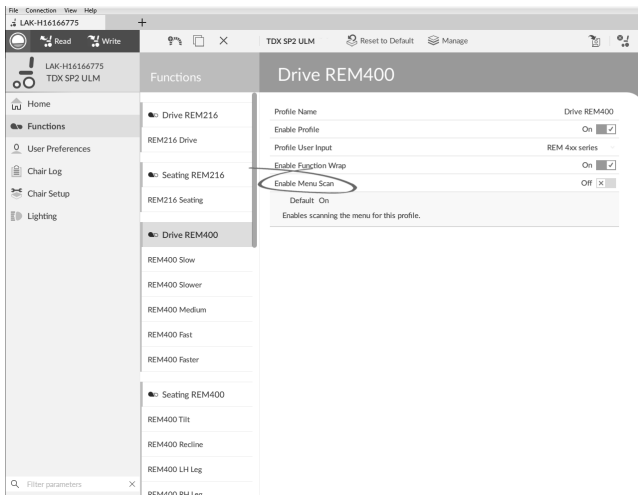 File Connection View Help
LAK-H16166775
Read Write TDX SP2 ULM Reset to Default Manage
LAK-H16166775
TDX SP2 ULM
Functions
Drive REM400
Home
Functions
User Preferences
Chair Log
Chair Setup
Lighting
Filter parameters
Drive REM216
REM216 Drive
Seating REM216
REM216 Seating
Drive REM400
REM400 Slow
REM400 Slower
REM400 Medium
REM400 Fast
REM400 Faster
Seating REM400
REM400 Tilt
REM400 Recline
REM400 LH Leg
REM400 RH Leg
Profile Name Drive REM400
Enable Profile On
Profile User Input REM 4xx series
Enable Function Wrap On
Enable Menu Scan Off
Default On
Enables scanning the menu for this profile.